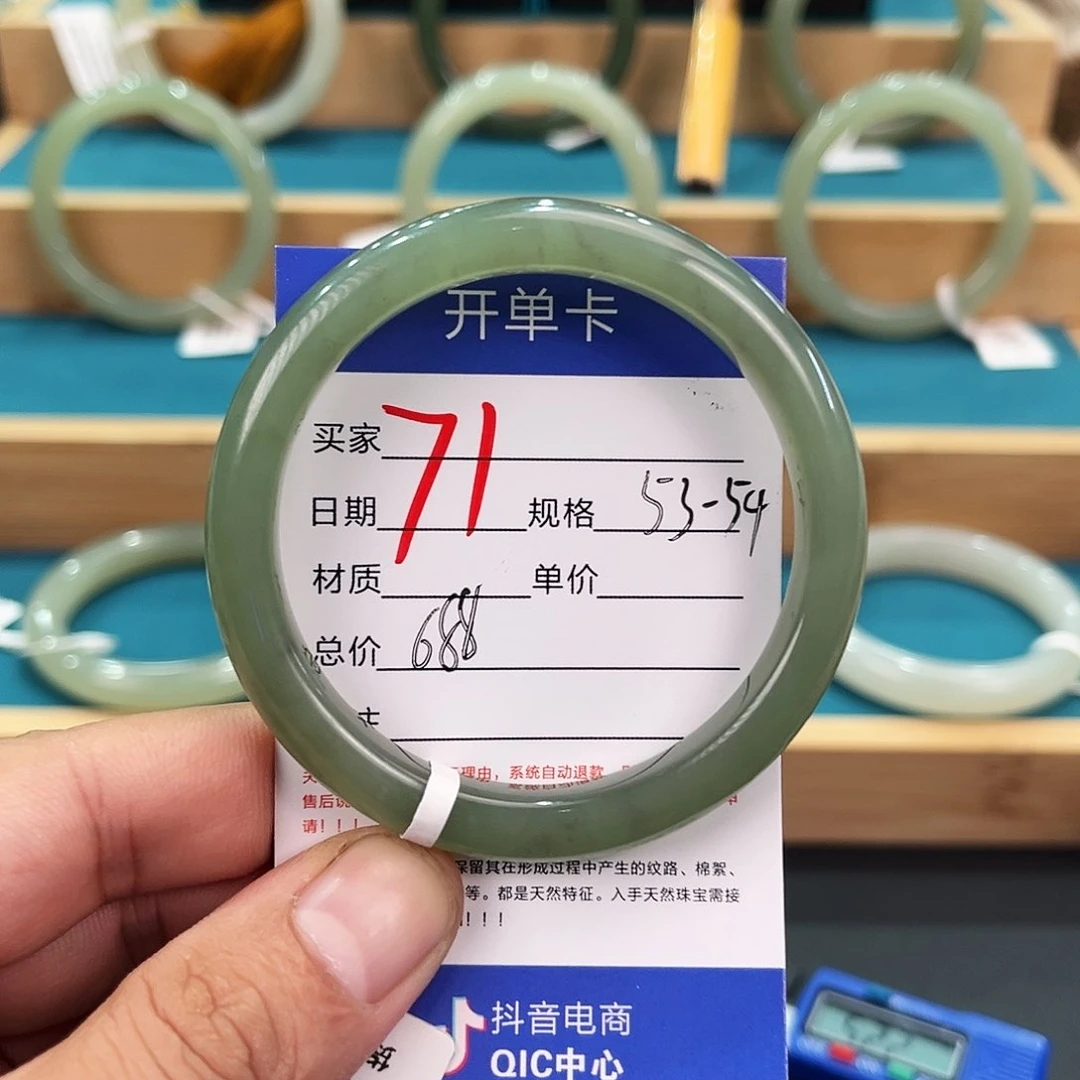 开单卡
买家 71
日期 规格 53-54
材质 单价
总价 688
理由，系统自动退款
售后
请！！！
保留其在形成过程中产生的纹路、棉絮、
等。都是天然特征。入手天然珠宝需接
！！！
抖音电商
QIC中心